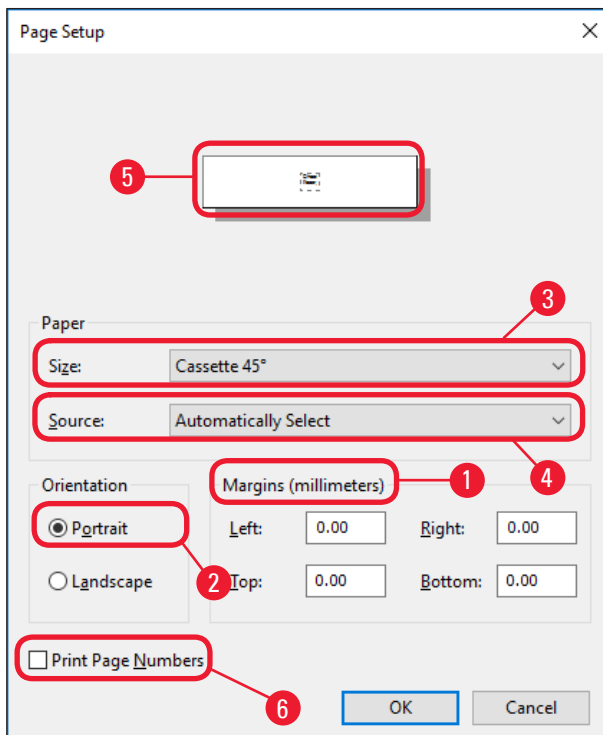 Page Setup
5
3
Paper
Size: Cassette 45°
Source: Automatically Select
4
Orientation
Margins (millimeters)
1
Portrait
Left: 0.00 Right: 0.00
2
Landscape
Top: 0.00 Bottom: 0.00
Print Page Numbers
6
OK Cancel